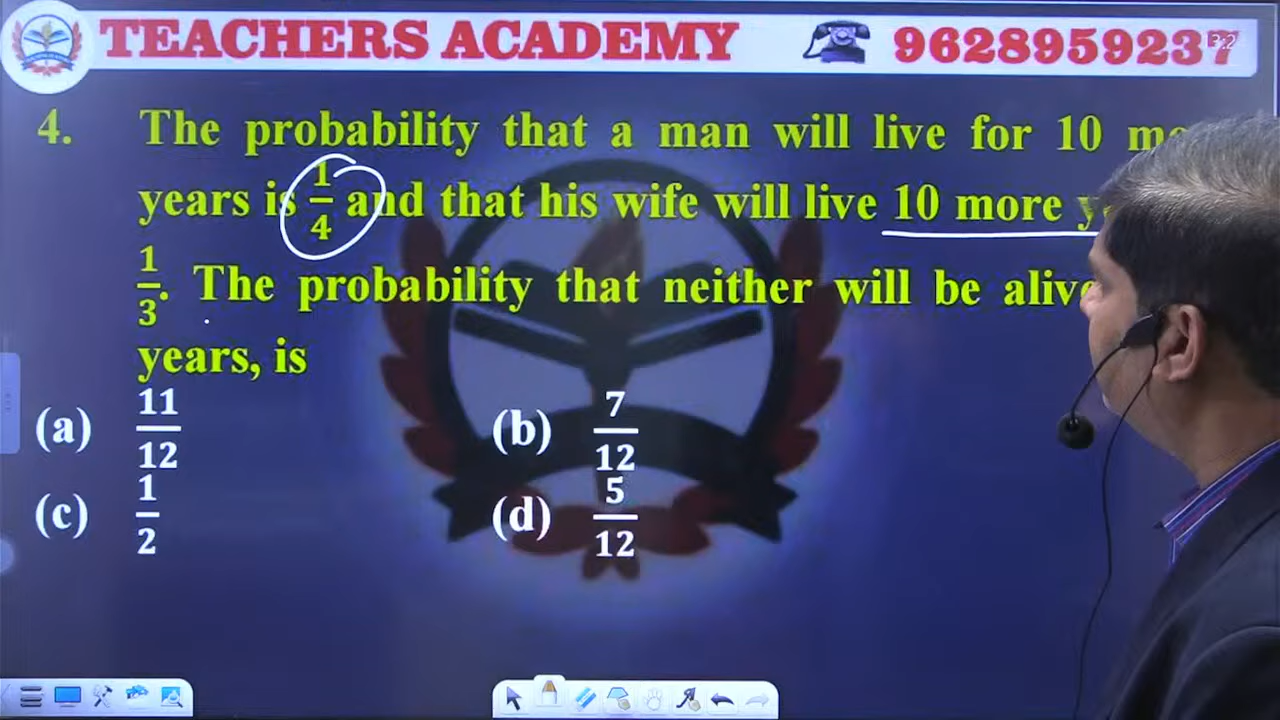 TEACHERS ACADEMY 9628959237
4. The probability that a man will live for 10
years is 1/4 and that his wife will live 10 more
1/3. The probability that neither will be alive
years, is
(a) 11/12 (b) 7/12
(c) 1/2 (d) 5/12